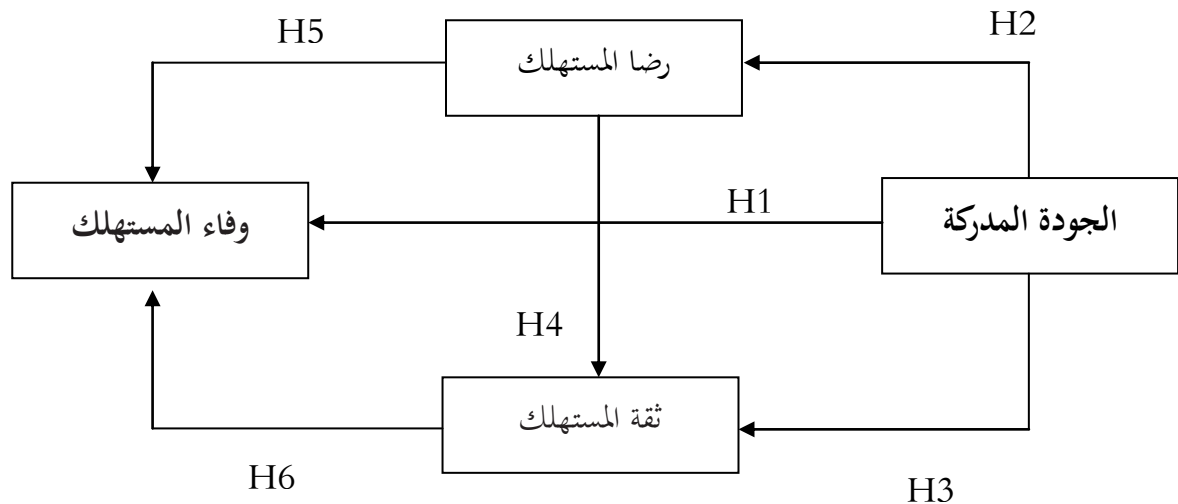 H2
H5
رضا المستهلك
الجودة المدركة
H1
وفاء المستهلك
H4
ثقة المستهلك
H3
H6